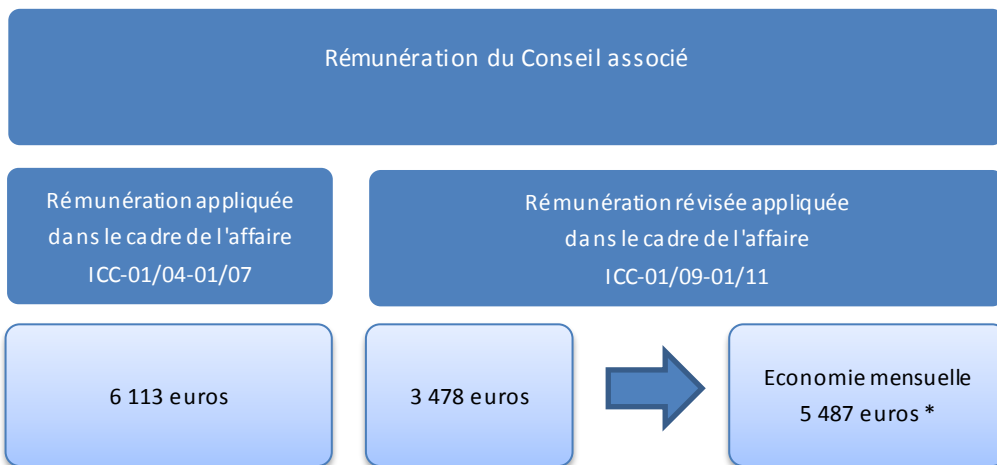 Rémunération du Conseil associé
Rémunération appliquée
dans le cadre de l'affaire
ICC-01/04-01/07
Rémunération révisée appliquée
dans le cadre de l'affaire
ICC-01/09-01/11
6 113 euros
3 478 euros
Economie mensuelle
5 487 euros *